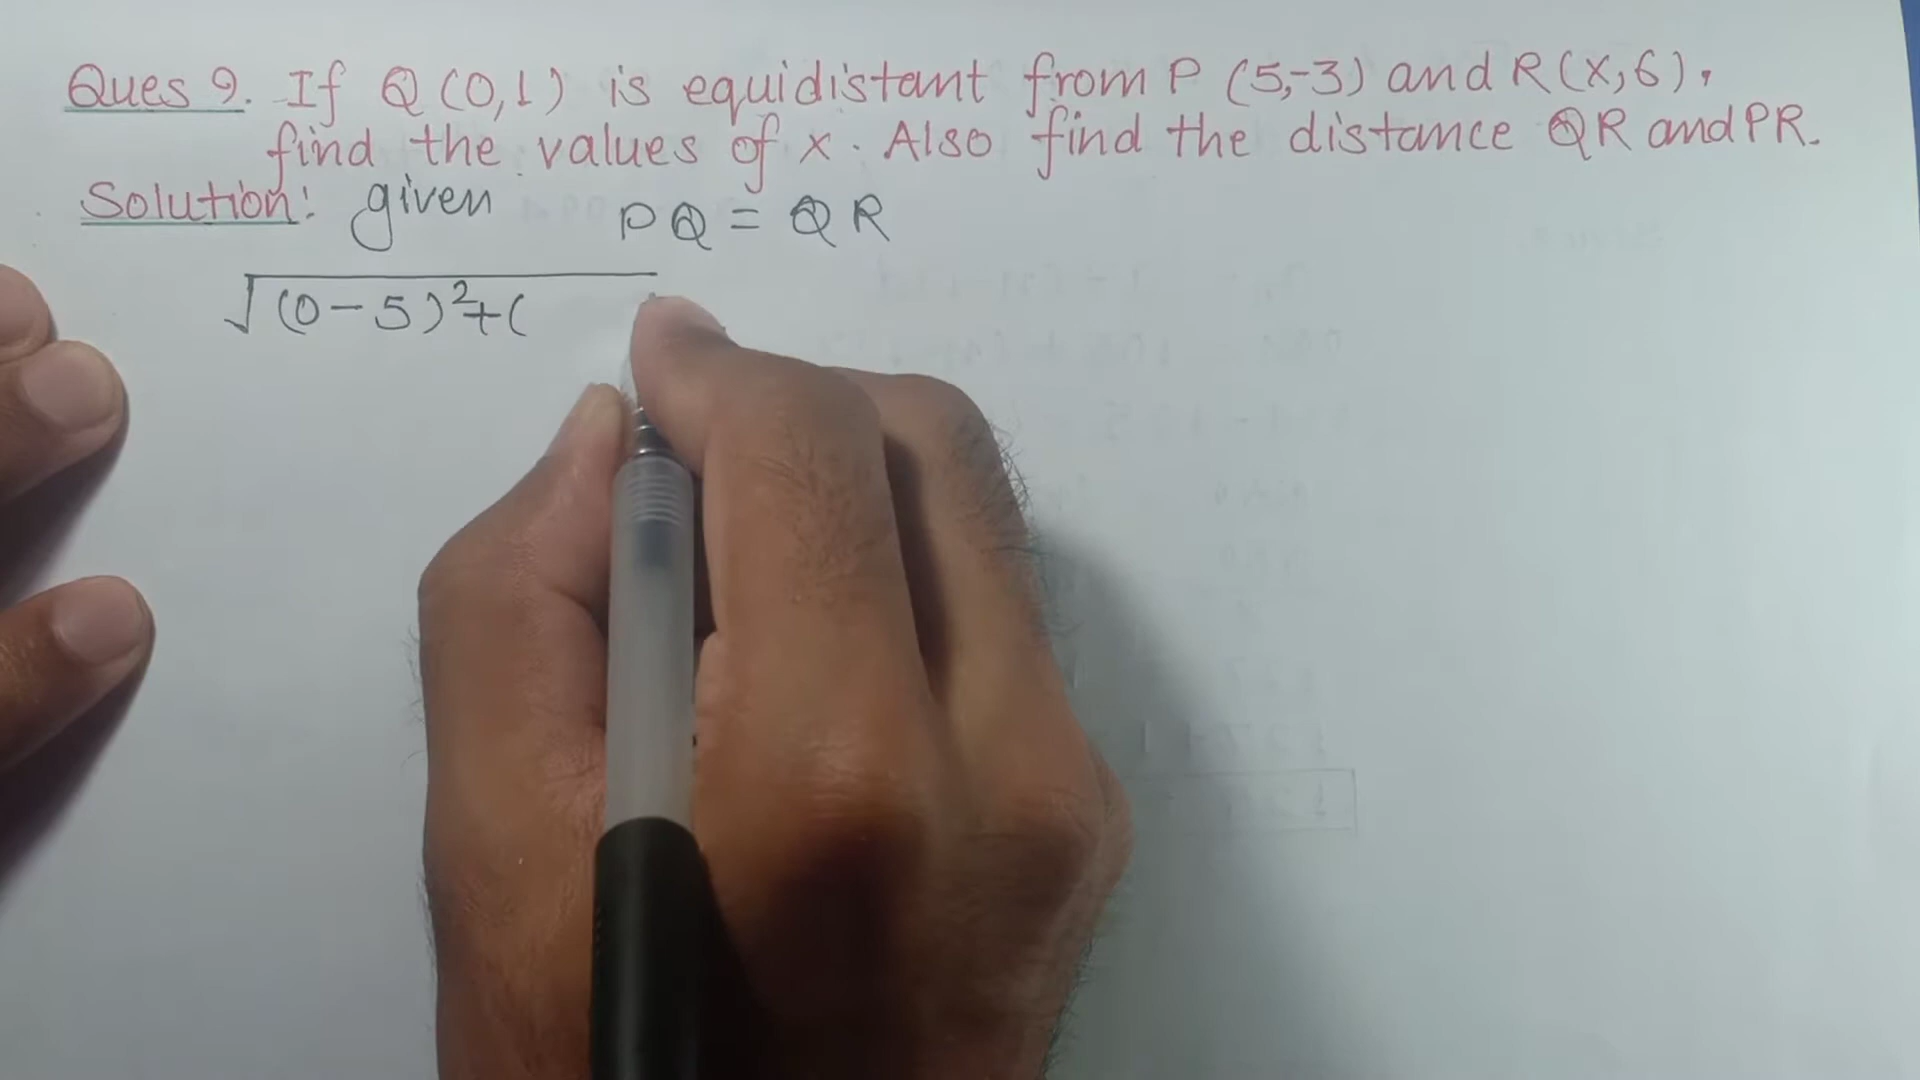 Ques 9. If Q (0,1) is equidistant from P (5,-3) and R(x,6),
find the values of x. Also find the distance QR and PR.
Solution: given PQ = QR
√(0-5)²+(